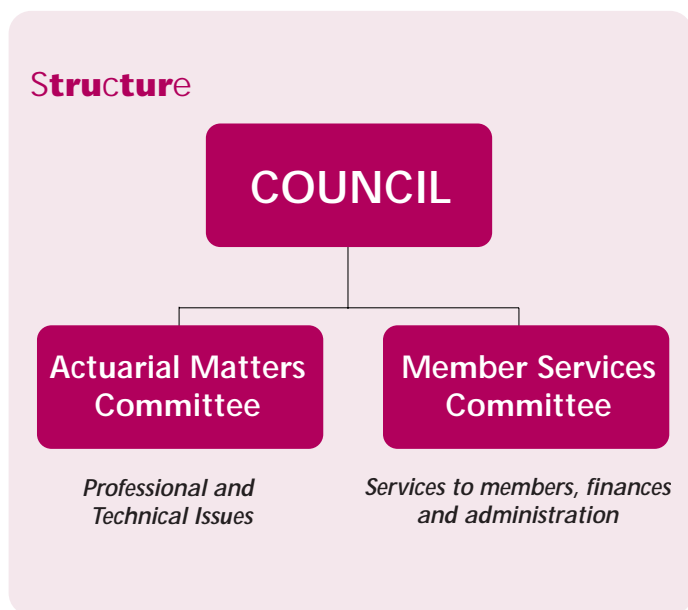 Structure
COUNCIL
Actuarial Matters
Committee
Member Services
Committee
Professional and
Technical Issues
Services to members, finances
and administration